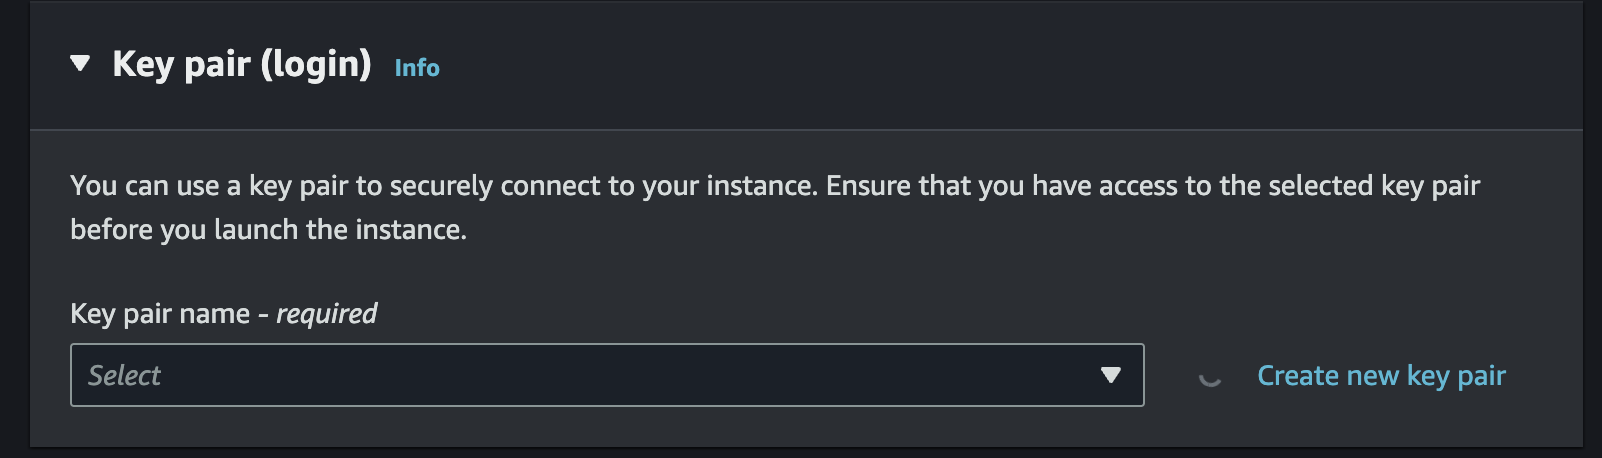 Key pair (login) Info
You can use a key pair to securely connect to your instance. Ensure that you have access to the selected key pair
before you launch the instance.
Key pair name - required
Select
Create new key pair